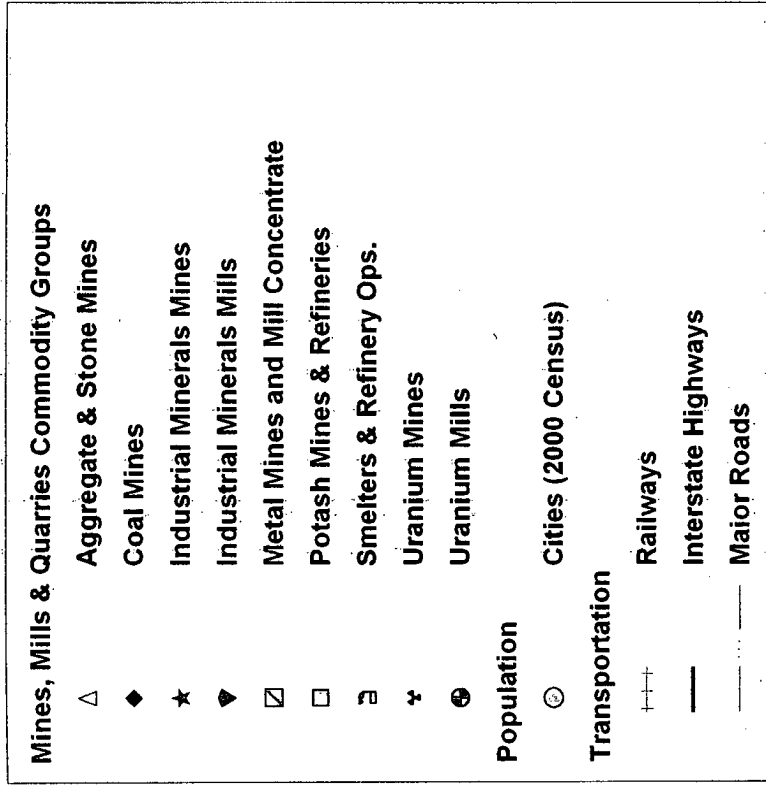 Mines, Mills & Quarries Commodity Groups
Aggregate & Stone Mines
Coal Mines
Industrial Minerals Mines
Industrial Minerals Mills
Metal Mines and Mill Concentrate
Potash Mines & Refineries
Smelters & Refinery Ops.
Uranium Mines
Uranium Mills
Population
Cities (2000 Census)
Transportation
Railways
Interstate Highways
Major Roads